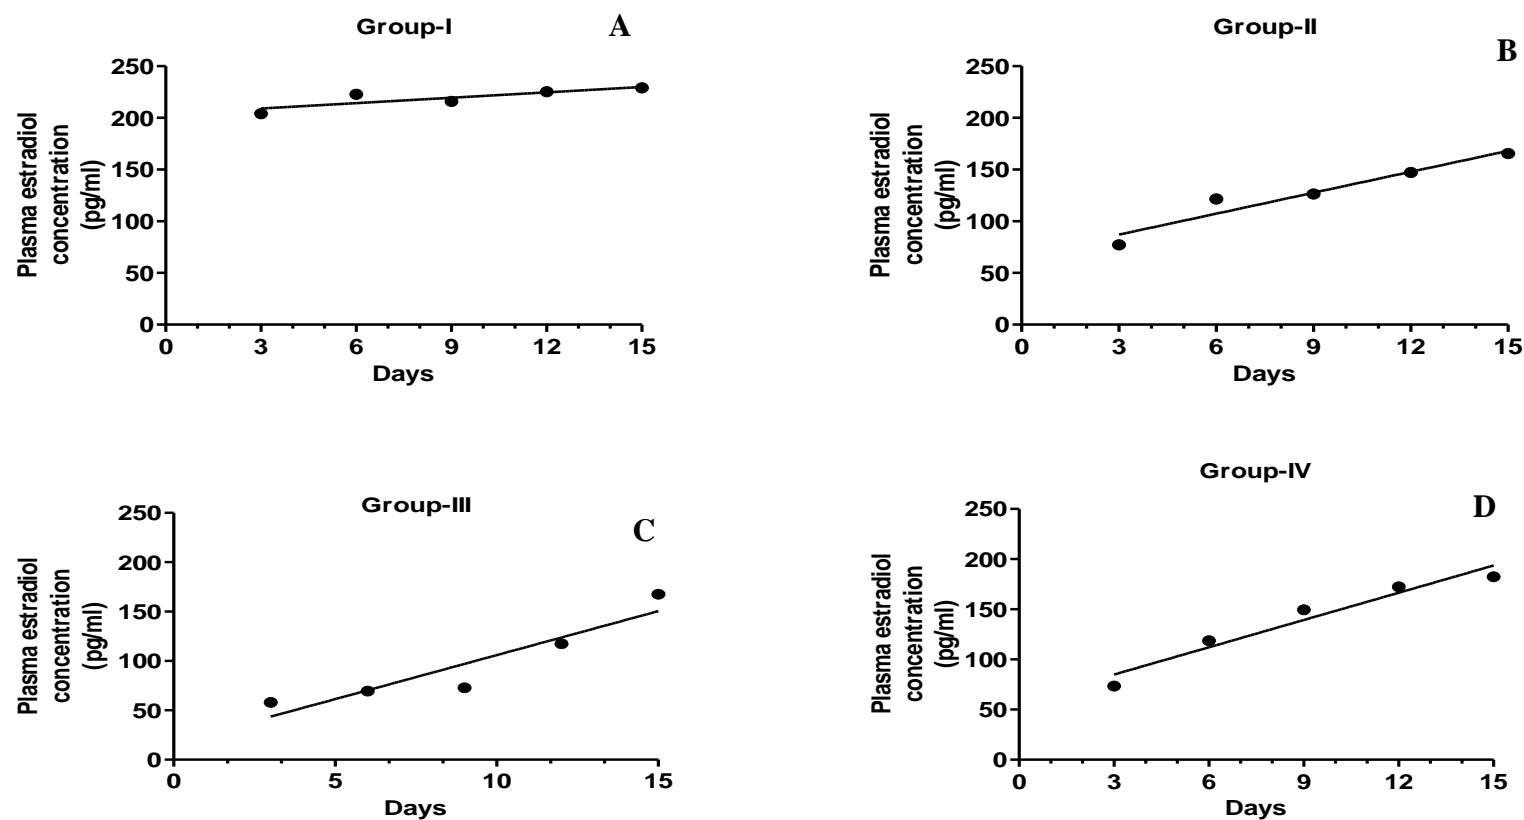 Group-I
A
250
200
150
100
50
0
Plasma estradiol
concentration
(pg/ml)
0 3 6 9 12 15
Days
Group-II
B
250
200
150
100
50
0
Plasma estradiol
concentration
(pg/ml)
0 3 6 9 12 15
Days
Group-III
C
250
200
150
100
50
0
Plasma estradiol
concentration
(pg/ml)
0 5 10 15
Days
Group-IV
D
250
200
150
100
50
0
Plasma estradiol
concentration
(pg/ml)
0 3 6 9 12 15
Days